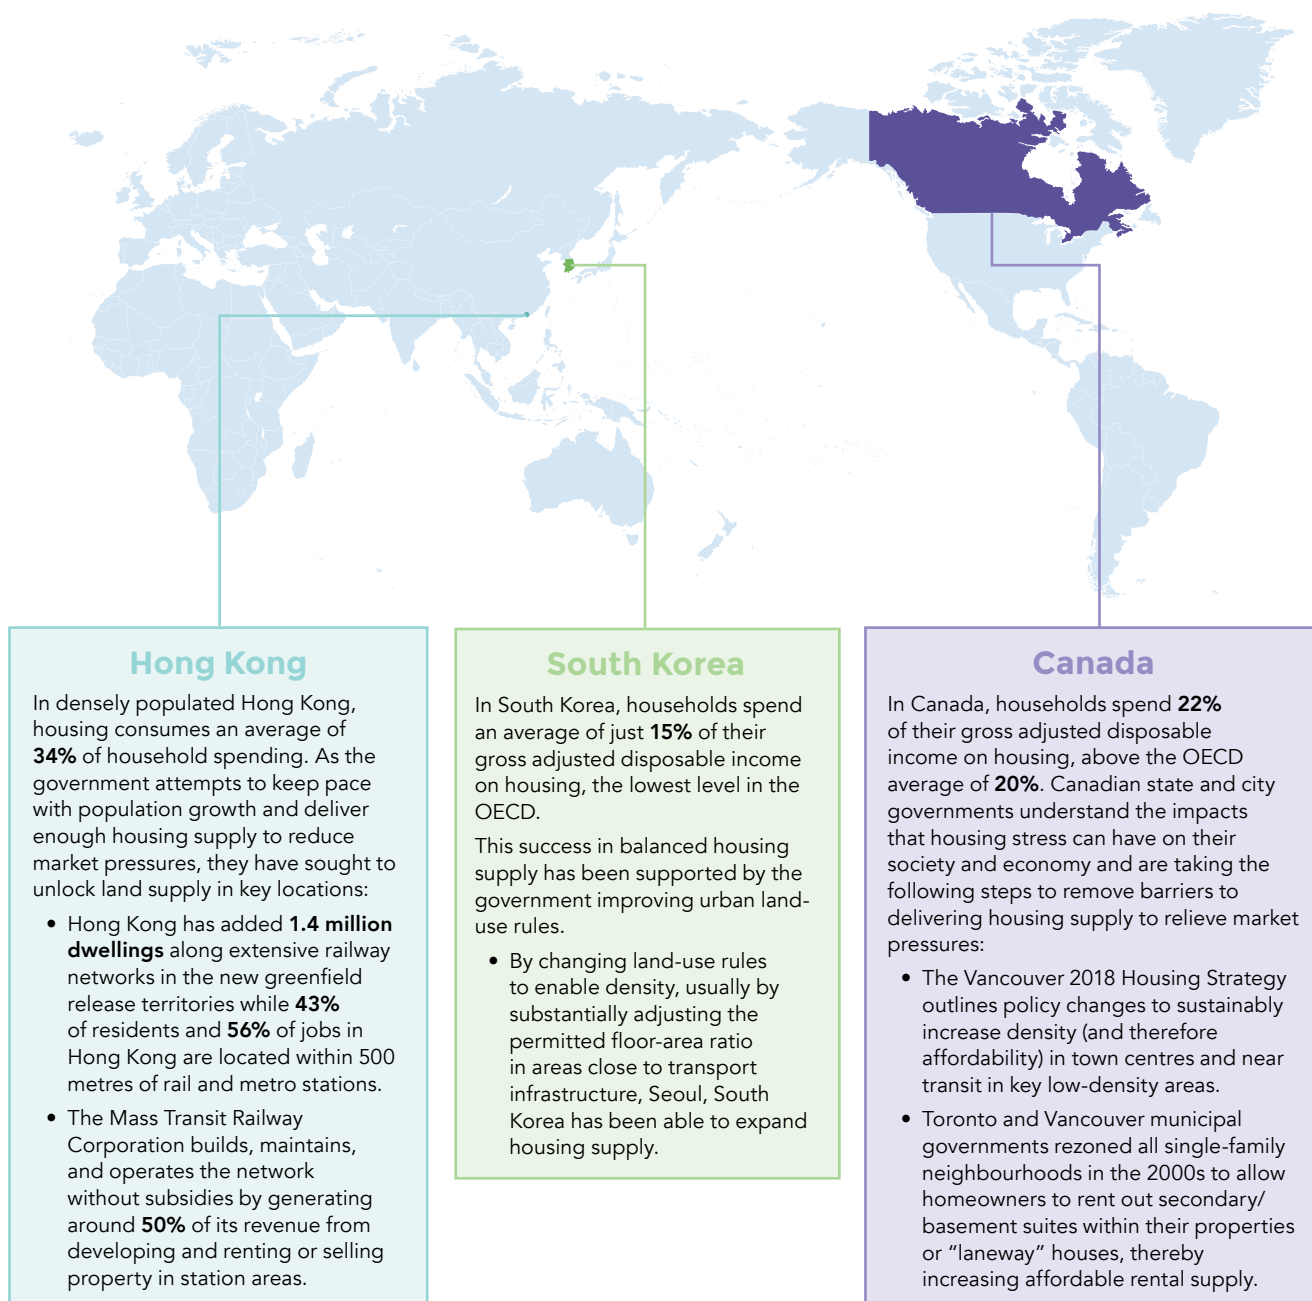 Hong Kong
In densely populated Hong Kong,
housing consumes an average of
34% of household spending. As the
government attempts to keep pace
with population growth and deliver
enough housing supply to reduce
market pressures, they have sought to
unlock land supply in key locations:
• Hong Kong has added 1.4 million
dwellings along extensive railway
networks in the new greenfield
release territories while 43%
of residents and 56% of jobs in
Hong Kong are located within 500
metres of rail and metro stations.
• The Mass Transit Railway
Corporation builds, maintains,
and operates the network
without subsidies by generating
around 50% of its revenue from
developing and renting or selling
property in station areas.
South Korea
In South Korea, households spend
an average of just 15% of their
gross adjusted disposable income
on housing, the lowest level in the
OECD.
This success in balanced housing
supply has been supported by the
government improving urban land-
use rules.
• By changing land-use rules
to enable density, usually by
substantially adjusting the
permitted floor-area ratio
in areas close to transport
infrastructure, Seoul, South
Korea has been able to expand
housing supply.
Canada
In Canada, households spend 22%
of their gross adjusted disposable
income on housing, above the OECD
average of 20%. Canadian state and city
governments understand the impacts
that housing stress can have on their
society and economy and are taking the
following steps to remove barriers to
delivering housing supply to relieve market
pressures:
• The Vancouver 2018 Housing Strategy
outlines policy changes to sustainably
increase density (and therefore
affordability) in town centres and near
transit in key low-density areas.
• Toronto and Vancouver municipal
governments rezoned all single-family
neighbourhoods in the 2000s to allow
homeowners to rent out secondary/
basement suites within their properties
or “laneway” houses, thereby
increasing affordable rental supply.